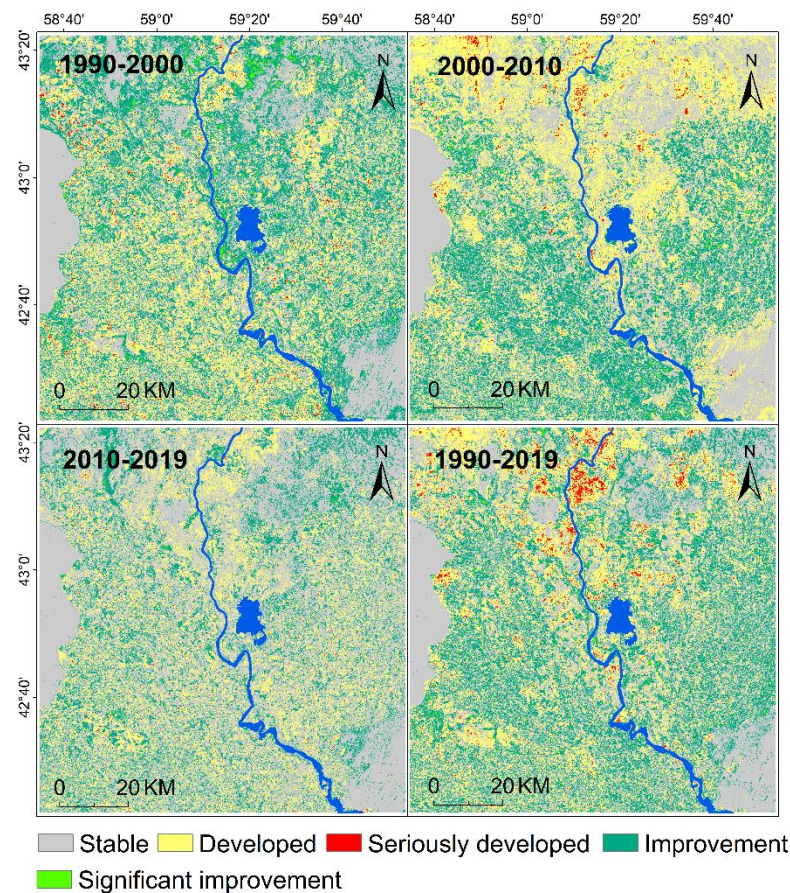 58°40' 59°0' 59°20' 59°40' 58°40' 59°0' 59°20' 59°40'
43°20'
1990-2000
N
2000-2010
N
43°0'
42°40'
0 20 KM
0 20 KM
43°20'
2010-2019
N
1990-2019
N
43°0'
42°40'
0 20 KM
0 20 KM
Stable Developed Seriously developed Improvement
Significant improvement